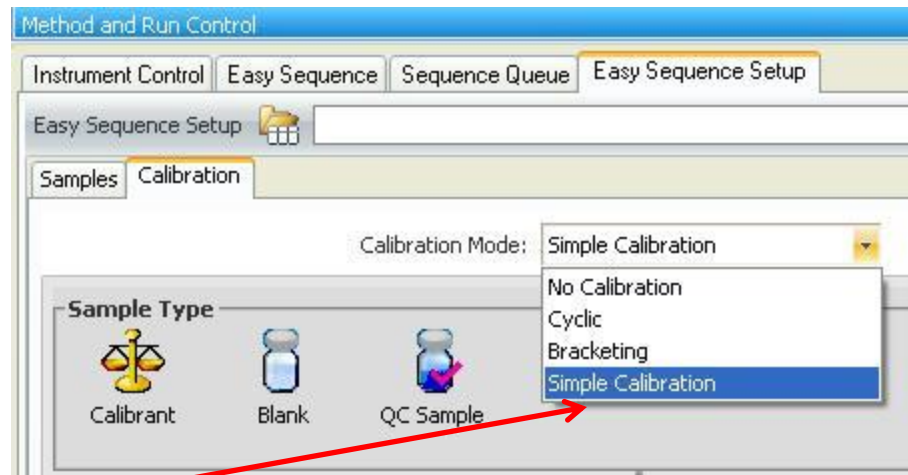 Method and Run Control
Instrument Control Easy Sequence Sequence Queue Easy Sequence Setup
Easy Sequence Setup
Samples Calibration
Calibration Mode: Simple Calibration
No Calibration
Cyclic
Bracketing
Simple Calibration
Sample Type
Calibrant Blank QC Sample